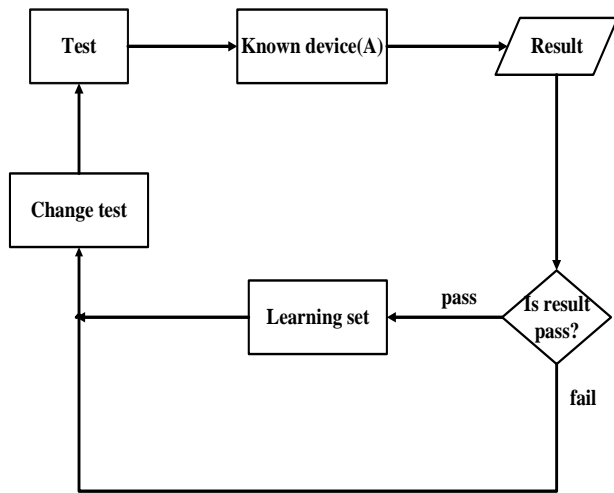 Test
Known device(A)
Result
Change test
Is result
pass?
pass
Learning set
fail